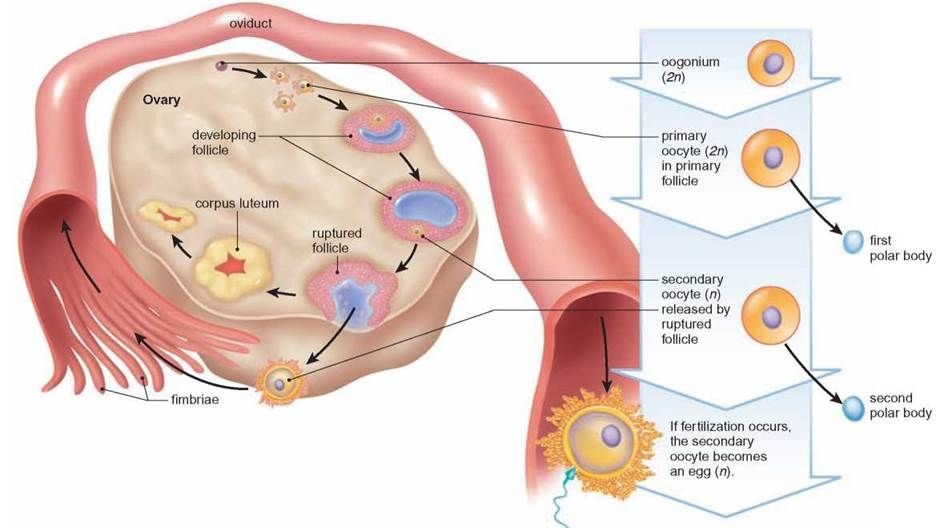 oviduct
Ovary
developing
follicle
corpus luteum
ruptured
follicle
fimbriae
oogonium
(2n)
primary
oocyte (2n)
in primary
follicle
first
polar body
secondary
oocyte (n)
released by
ruptured
follicle
second
polar body
If fertilization occurs,
the secondary
oocyte becomes
an egg (n).